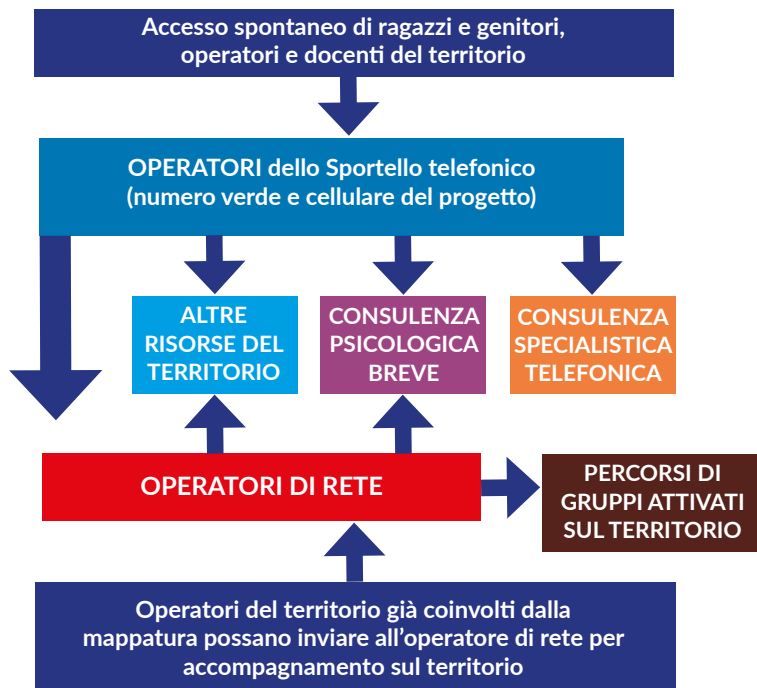 Accesso spontaneo di ragazzi e genitori,
operatori e docenti del territorio
OPERATORI dello Sportello telefonico
(numero verde e cellulare del progetto)
ALTRE
RISORSE DEL
TERRITORIO
CONSULENZA
PSICOLOGICA
BREVE
CONSULENZA
SPECIALISTICA
TELEFONICA
OPERATORI DI RETE
PERCORSI DI
GRUPPI ATTIVATI
SUL TERRITORIO
Operatori del territorio già coinvolti dalla
mappatura possano inviare all’operatore di rete per
accompagnamento sul territorio